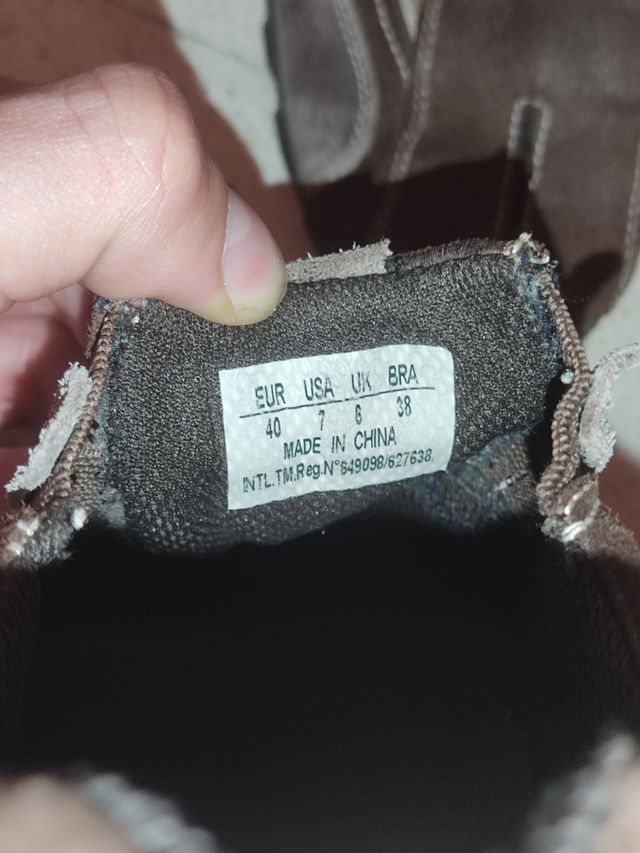 EUR USA UK BRA
40 7 6 38
MADE IN CHINA
INTL.TM.Reg.N°649098/627638.